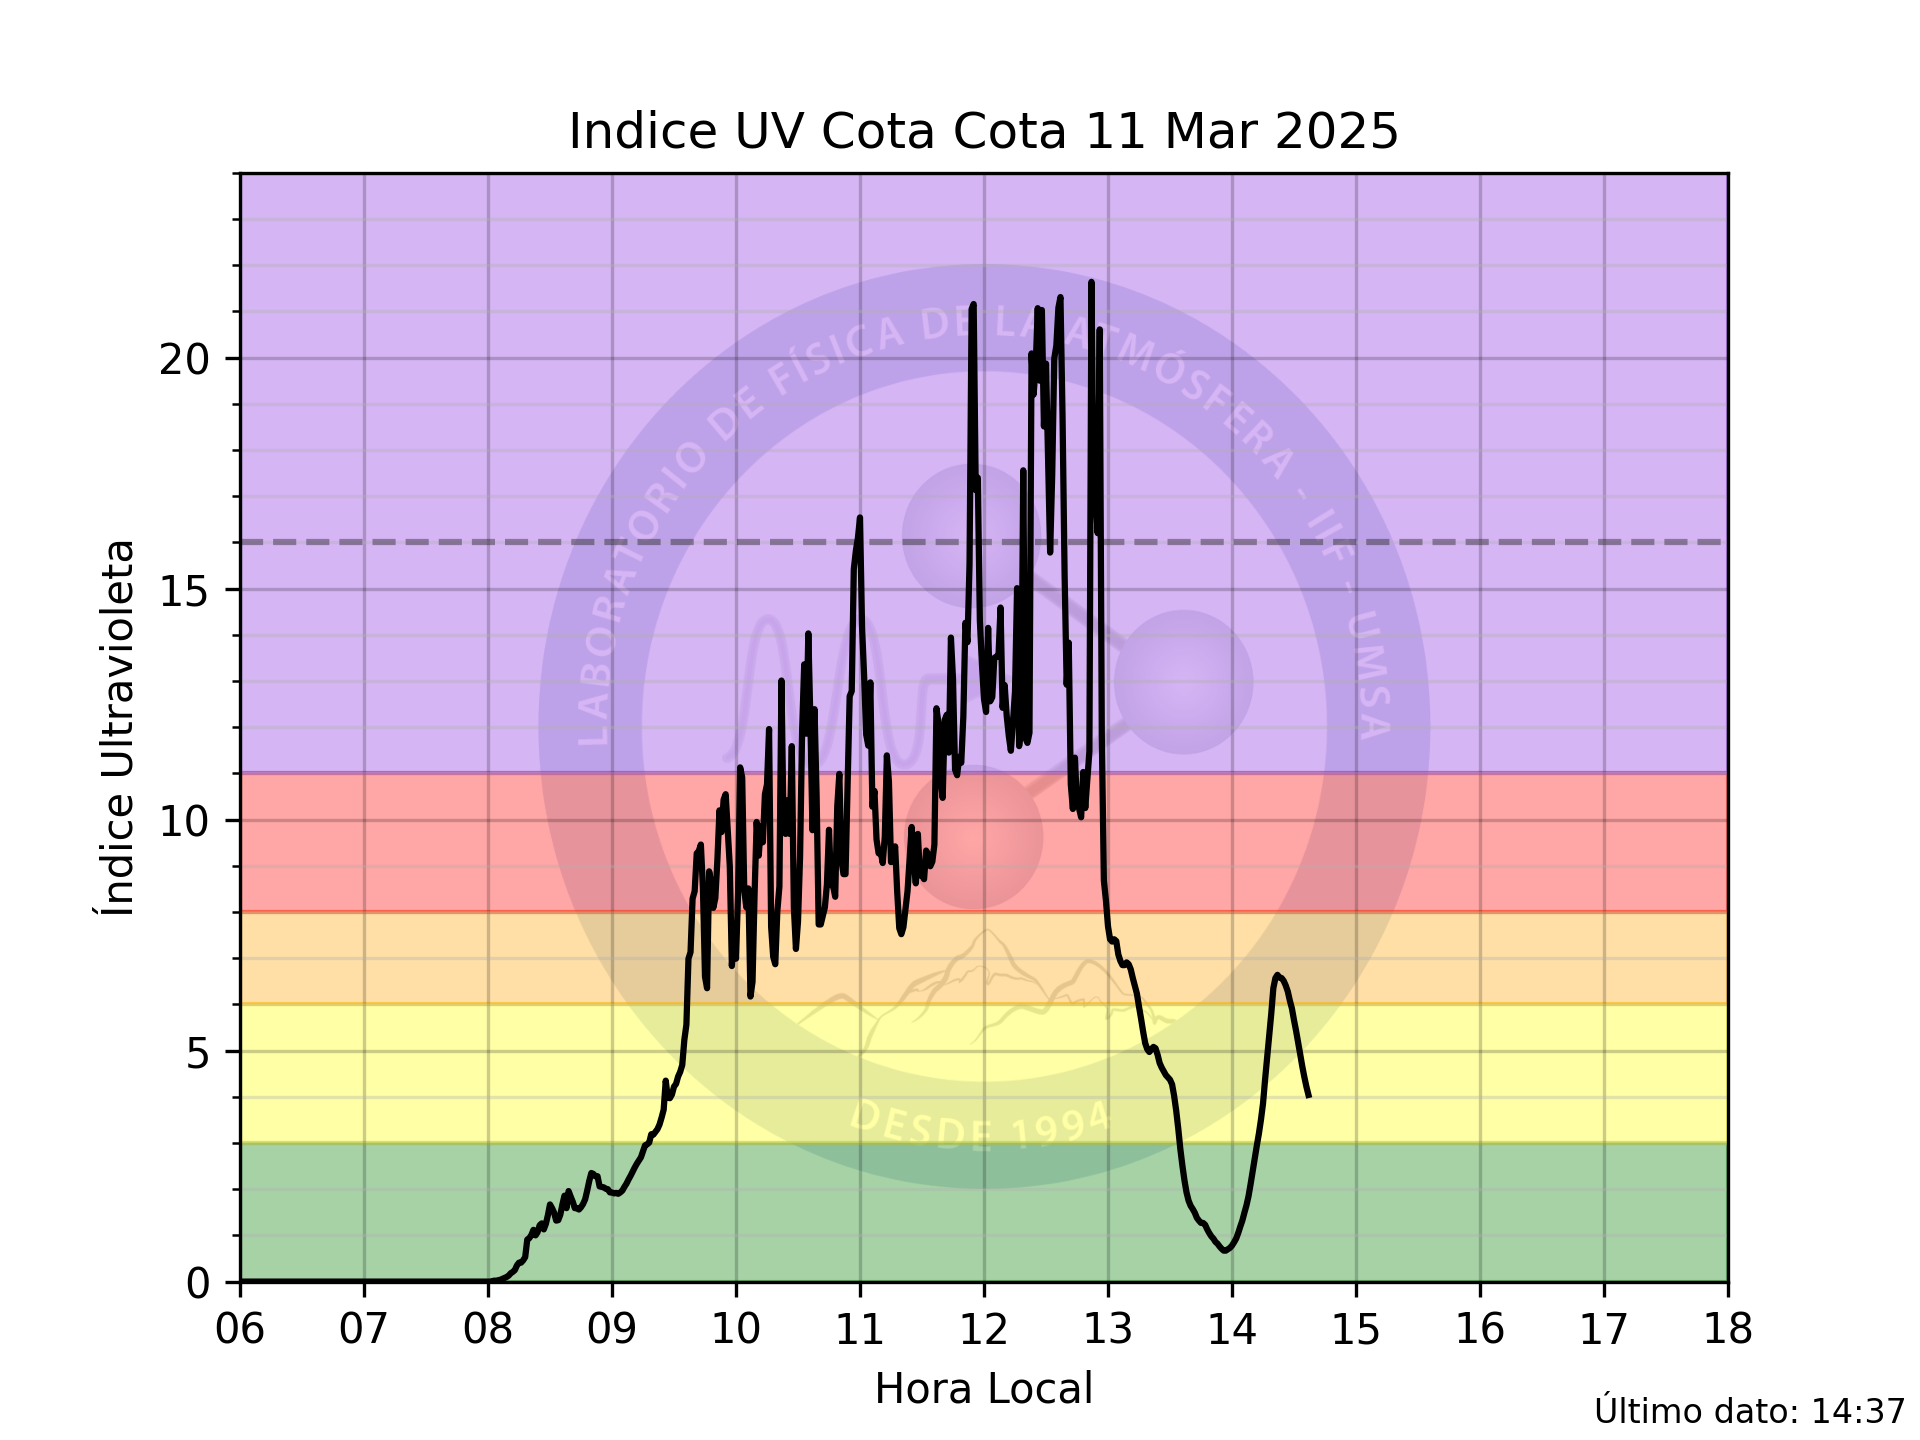 Indice UV Cota Cota 11 Mar 2025
Índice Ultravioleta
20
15
10
5
0
LABORATORIO DE FÍSICA DE LA ATMÓSFERA - IIF - UMSA
DESDE 1994
06 07 08 09 10 11 12 13 14 15 16 17 18
Hora Local
Último dato: 14:37